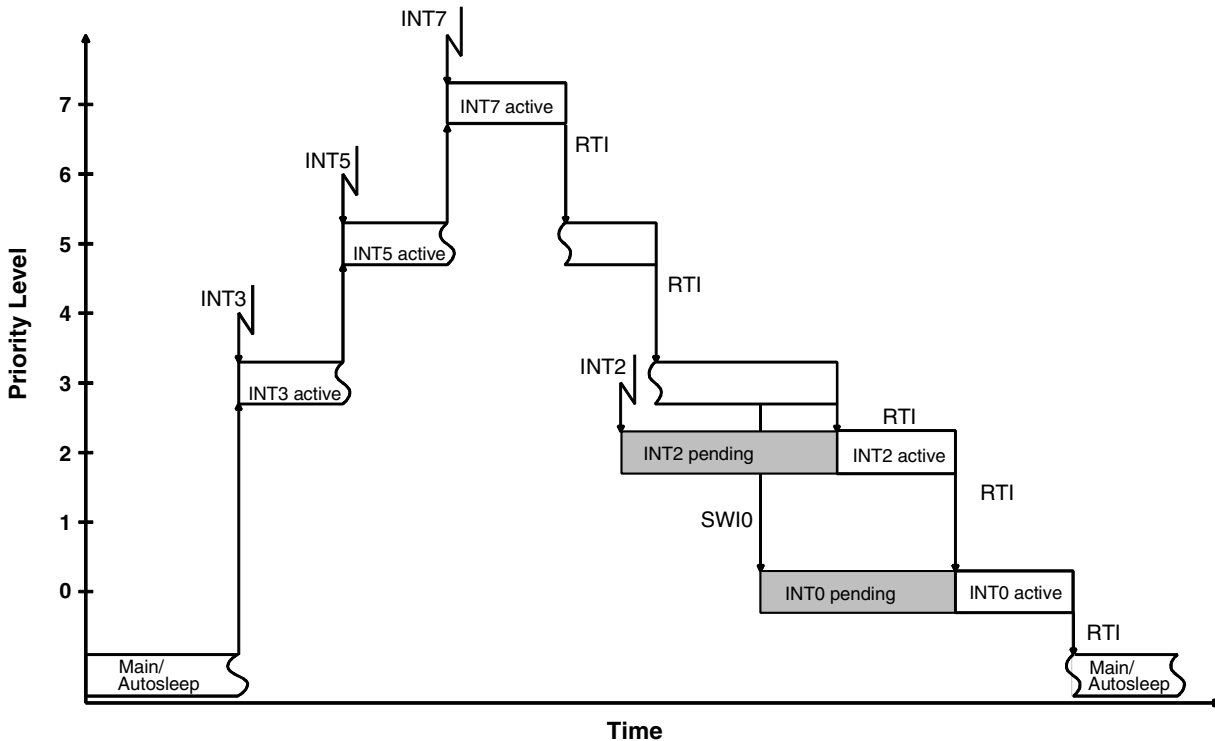 INT7
7
INT7 active
RTI
INT5
6
5
INT5 active
RTI
INT3
4
Priority Level
3
INT3 active
INT2
RTI
2
INT2 pending
INT2 active
RTI
1
SWI0
0
INT0 pending
INT0 active
RTI
Main/
Autosleep
Main/
Autosleep
Time